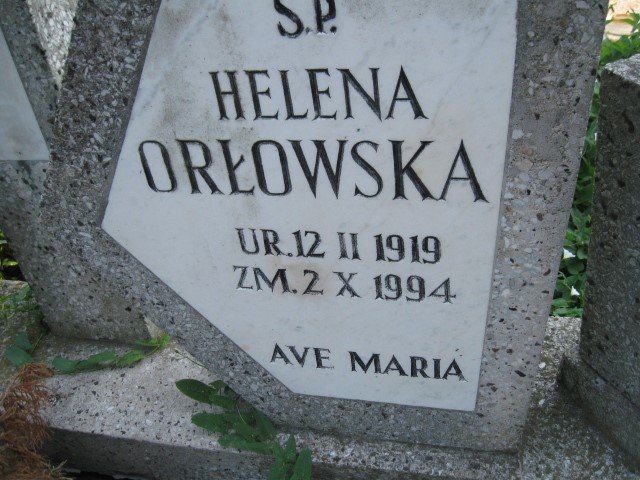 Ś.P.
HELENA
ORŁOWSKA
UR. 12 II 1919
ZM. 2 X 1994
AVE MARIA